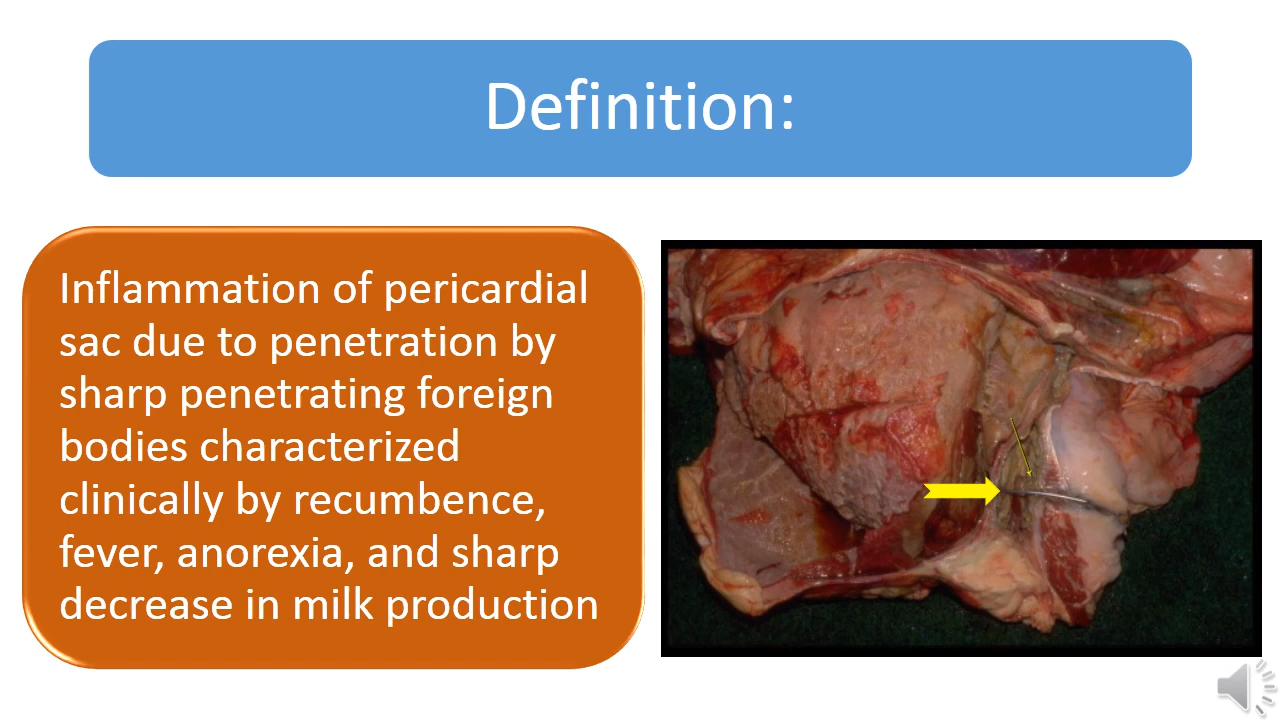 Definition:
Inflammation of pericardial
sac due to penetration by
sharp penetrating foreign
bodies characterized
clinically by recumbence,
fever, anorexia, and sharp
decrease in milk production